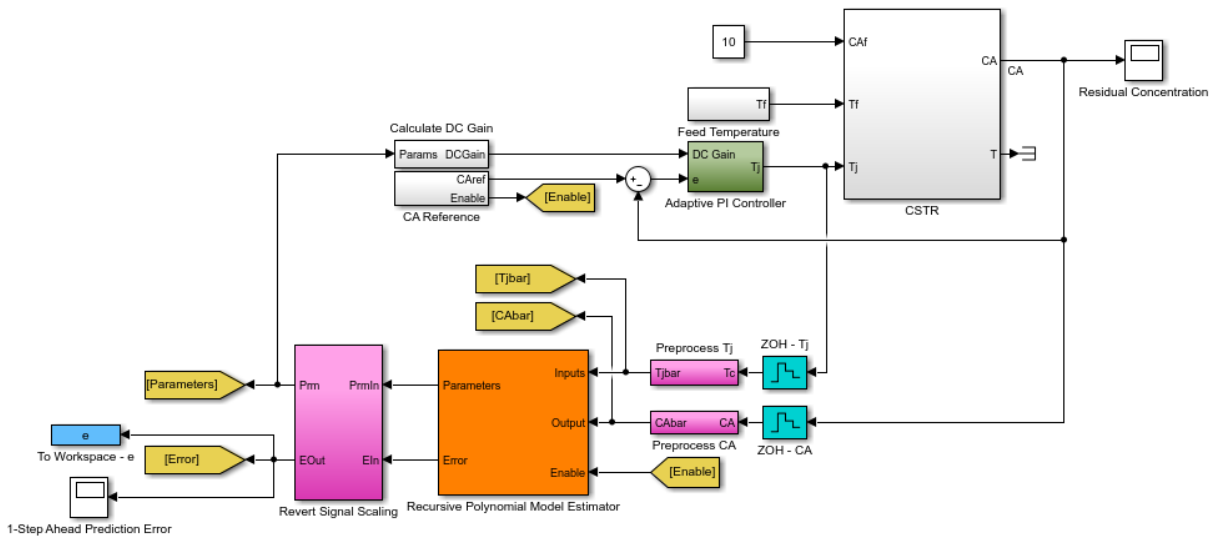 10
CAf
CA
CA
Residual Concentration
Tf
Tf
Feed Temperature
Calculate DC Gain
Params
DCGain
DC Gain
e
Tj
Adaptive PI Controller
Tj
T
CSTR
CAref
Enable
CA Reference
[Enable]
+
−
[Tjbar]
[CAbar]
Preprocess Tj
Tjbar
Tc
ZOH - Tj
CAbar
CA
Preprocess CA
ZOH - CA
[Enable]
Inputs
Output
Enable
Parameters
Error
Recursive Polynomial Model Estimator
Prm
PrmIn
EOut
EIn
Revert Signal Scaling
[Parameters]
e
To Workspace - e
[Error]
1-Step Ahead Prediction Error